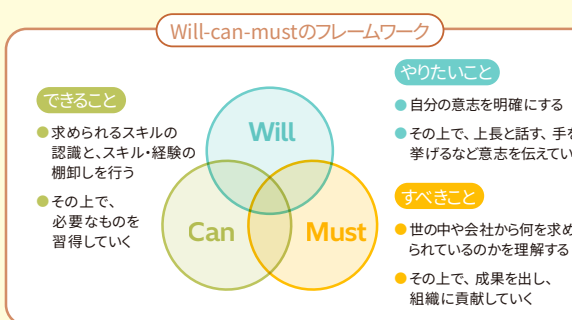 Will-can-mustのフレームワーク
できること
求められるスキルの
認識と、スキル・経験の
棚卸しを行う
その上で、
必要なものを
習得していく
Will
Can
Must
やりたいこと
自分の意志を明確にする
その上で、上長と話す、手を
挙げるなど意志を伝えてい
すべきこと
世の中や会社から何を求め
られているのかを理解する
その上で、成果を出し、
組織に貢献していく